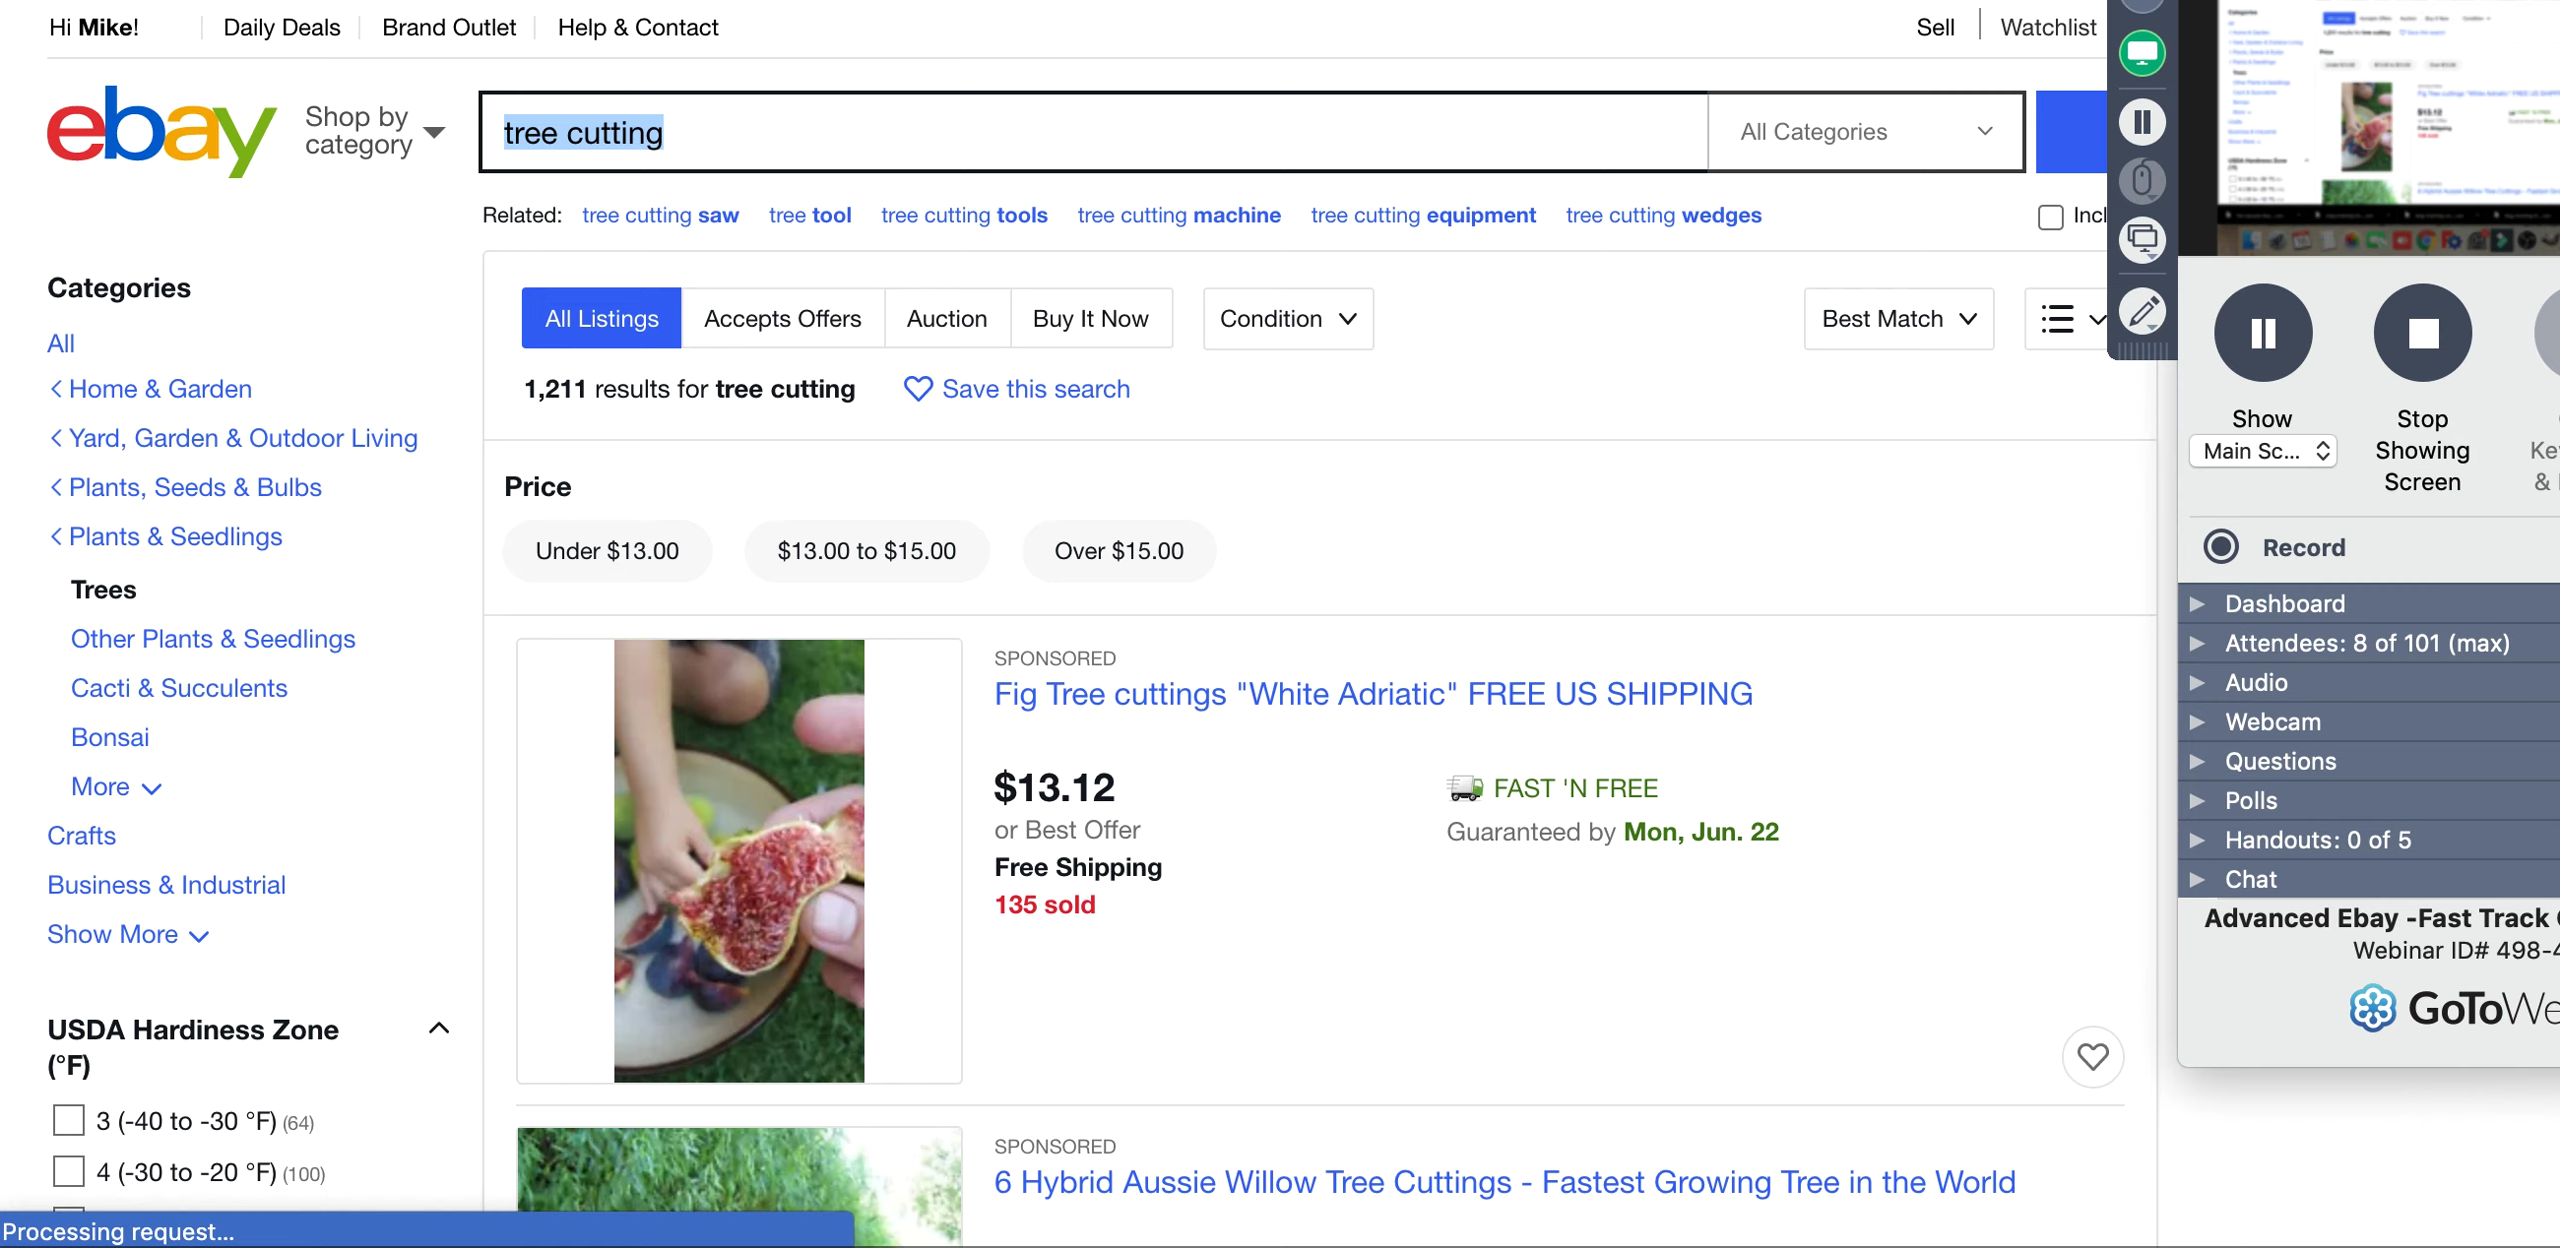 Hi Mike!
Daily Deals
Brand Outlet
Help & Contact
Sell
Watchlist
ebay
Shop by
category
tree cutting
All Categories
Related: tree cutting saw tree tool tree cutting tools tree cutting machine tree cutting equipment tree cutting wedges
Incl
Categories
All
Home & Garden
Yard, Garden & Outdoor Living
Plants, Seeds & Bulbs
Plants & Seedlings
Trees
Other Plants & Seedlings
Cacti & Succulents
Bonsai
More
Crafts
Business & Industrial
Show More
USDA Hardiness Zone
(°F)
3 (-40 to -30 °F) (64)
4 (-30 to -20 °F) (100)
Processing request...
All Listings
Accepts Offers
Auction
Buy It Now
Condition
Best Match
1,211 results for tree cutting
Save this search
Price
Under $13.00
$13.00 to $15.00
Over $15.00
SPONSORED
Fig Tree cuttings "White Adriatic" FREE US SHIPPING
$13.12
or Best Offer
Free Shipping
135 sold
FAST 'N FREE
Guaranteed by Mon, Jun. 22
SPONSORED
6 Hybrid Aussie Willow Tree Cuttings - Fastest Growing Tree in the World
Show
Main Sc...
Stop
Showing
Screen
Ke
&
Record
Dashboard
Attendees: 8 of 101 (max)
Audio
Webcam
Questions
Polls
Handouts: 0 of 5
Chat
Advanced Ebay -Fast Track
Webinar ID# 498-4
GoToWe